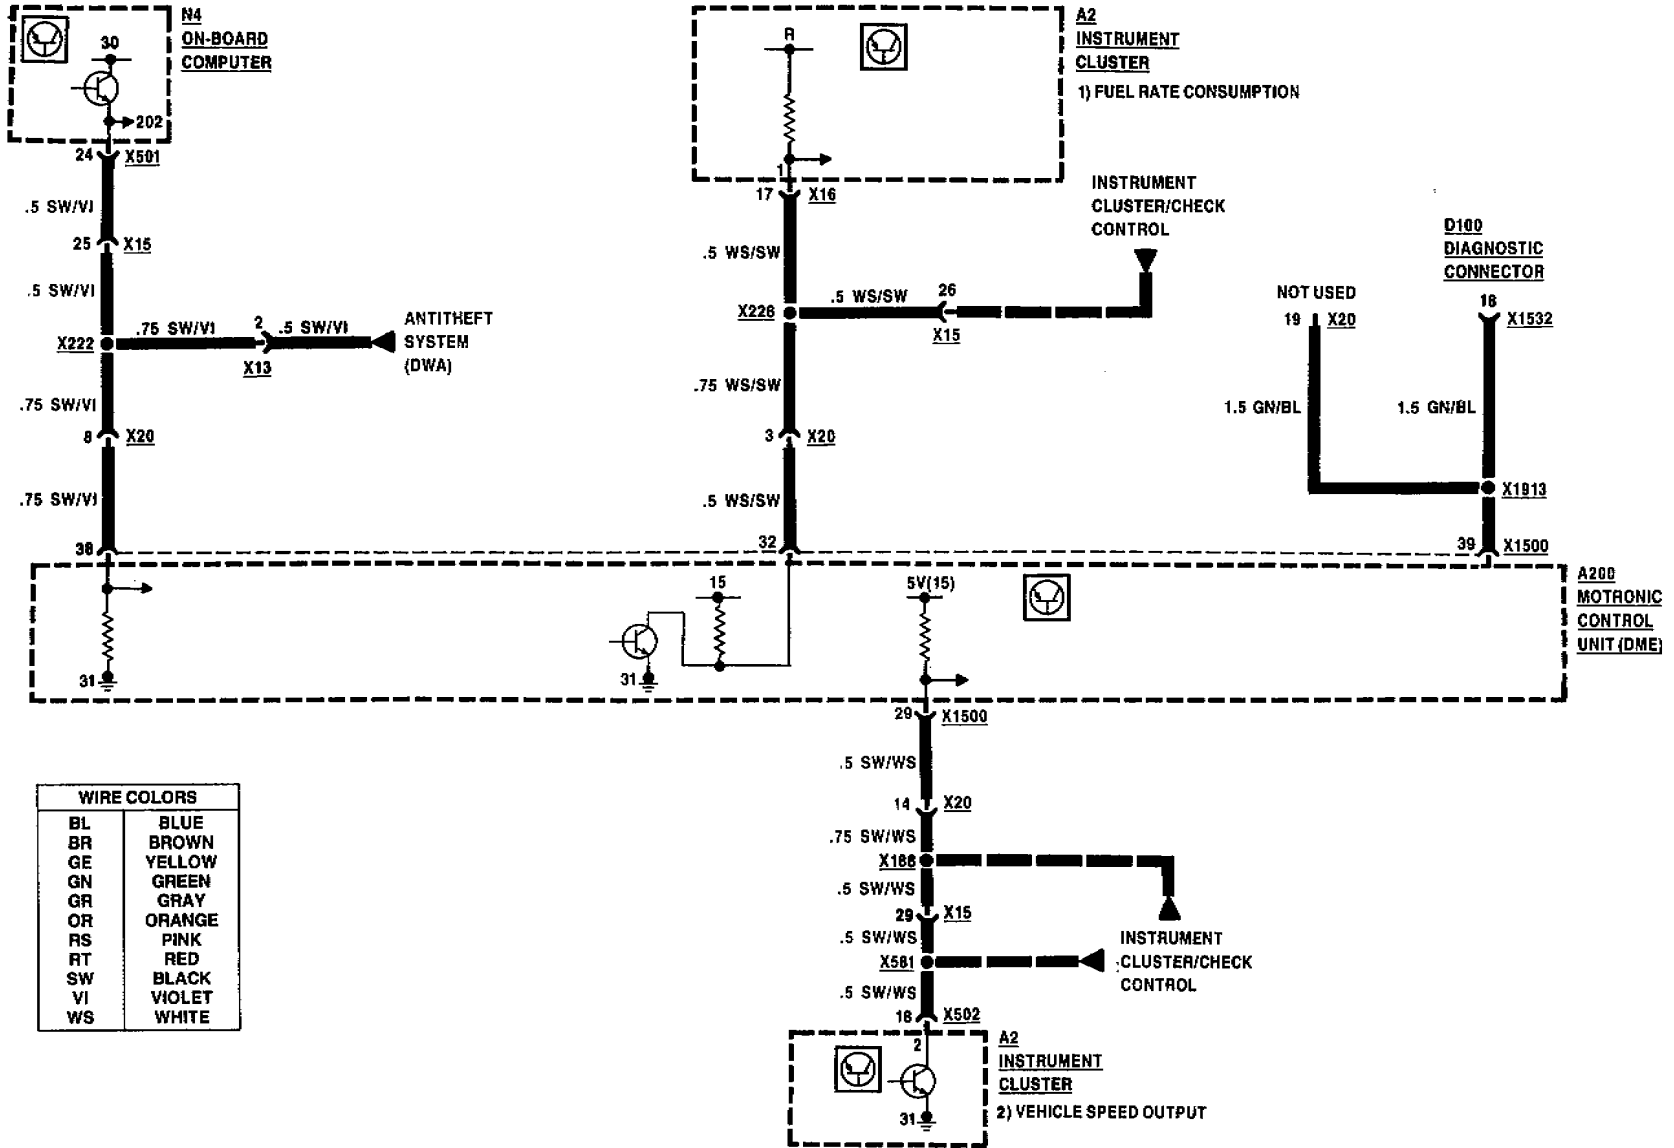 N4
ON-BOARD
COMPUTER
30
202
24 X501
.5 SW/VI
25 X15
.5 SW/VI
X222
.75 SW/VI
2
X13
.5 SW/VI
ANTITHEFT
SYSTEM
(DWA)
.75 SW/VI
8 X20
.75 SW/VI
38
A2
INSTRUMENT
CLUSTER
1) FUEL RATE CONSUMPTION
R
1
17 X16
.5 WS/SW
X226
.5 WS/SW
26
X15
INSTRUMENT
CLUSTER/CHECK
CONTROL
.75 WS/SW
3 X20
.5 WS/SW
32
D100
DIAGNOSTIC
CONNECTOR
NOT USED
19 X20
18
X1532
1.5 GN/BL
1.5 GN/BL
X1913
39 X1500
A200
MOTRONIC
CONTROL
UNIT (DME)
31
15
31
5V(15)
29 X1500
.5 SW/WS
14 X20
.75 SW/WS
X188
.5 SW/WS
29 X15
.5 SW/WS
X581
INSTRUMENT
CLUSTER/CHECK
CONTROL
.5 SW/WS
18 X502
2
31
A2
INSTRUMENT
CLUSTER
2) VEHICLE SPEED OUTPUT
WIRE COLORS
BL BLUE
BR BROWN
GE YELLOW
GN GREEN
GR GRAY
OR ORANGE
RS PINK
RT RED
SW BLACK
VI VIOLET
WS WHITE